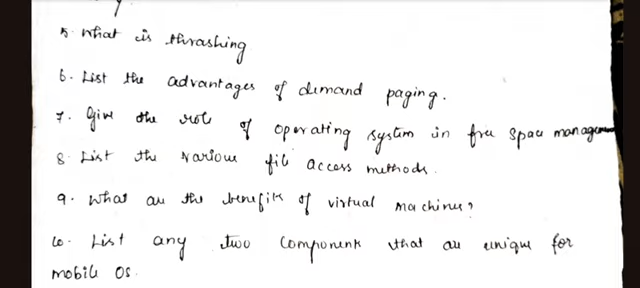 5. What is thrashing
6. List the advantages of demand paging.
7. Give the role of operating system in free space management
8. List the various file access methods.
9. What are the benefits of virtual machines?
10. List any two components that are unique for
mobile OS.